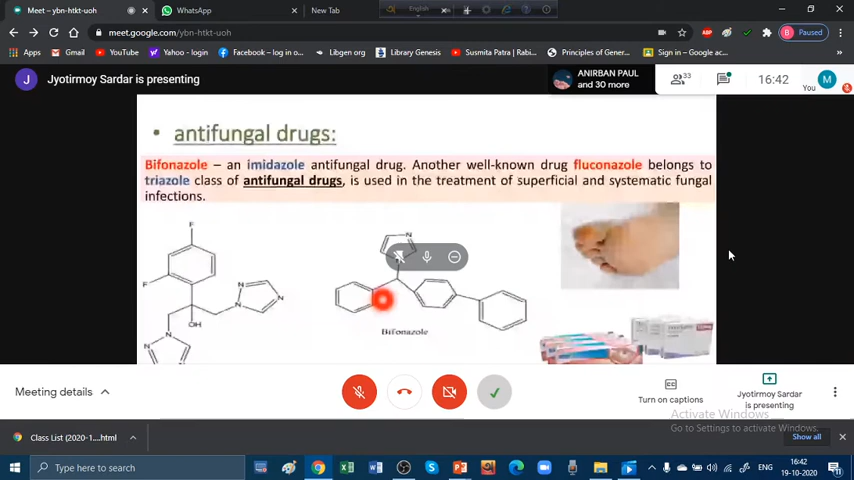 Meet – ybn-htkt-uoh
WhatsApp
New Tab
English
meet.google.com/ybn-htkt-uoh
ABP
B
Paused
Apps
YouTube
Yahoo - login
Facebook – log in o...
Libgen org
Library Genesis
Susmita Patra | Rabi...
Principles of Gener...
Sign in – Google ac...
J
Jyotirmoy Sardar is presenting
ANIRBAN PAUL
and 30 more
33
16:42
You
M
• antifungal drugs:
Bifonazole – an imidazole antifungal drug. Another well-known drug fluconazole belongs to
triazole class of antifungal drugs, is used in the treatment of superficial and systematic fungal
infections.
F
F
N
N
N
OH
N
N
N
Bifonazole
Meeting details
CC
Turn on captions
Jyotirmoy Sardar
is presenting
Activate Windows
Go to Settings to activate Windows.
Class List (2020-1....html
Show all
Type here to search
ENG
16:42
19-10-2020